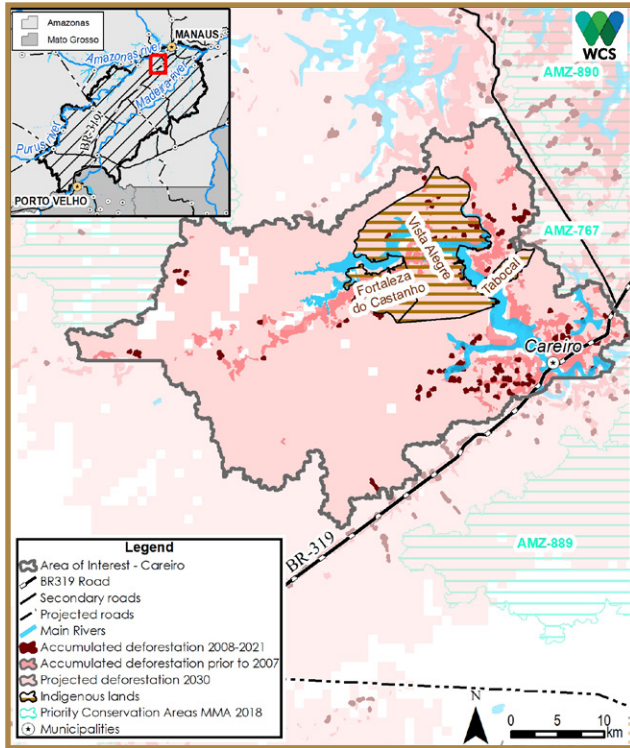 Amazonas
Mato Grosso
MANAUS
Amazonas river
Madeira river
Purus river
BR-319
PORTO VELHO
WCS
AMZ-890
AMZ-767
Vista Alegre
Tabocal
Fortaleza
do Castanho
Careiro
AMZ-889
BR-319
Legend
Area of Interest - Careiro
BR319 Road
Secondary roads
Projected roads
Main Rivers
Accumulated deforestation 2008-2021
Accumulated deforestation prior to 2007
Projected deforestation 2030
Indigenous lands
Priority Conservation Areas MMA 2018
Municipalities
N
0 5 10
km